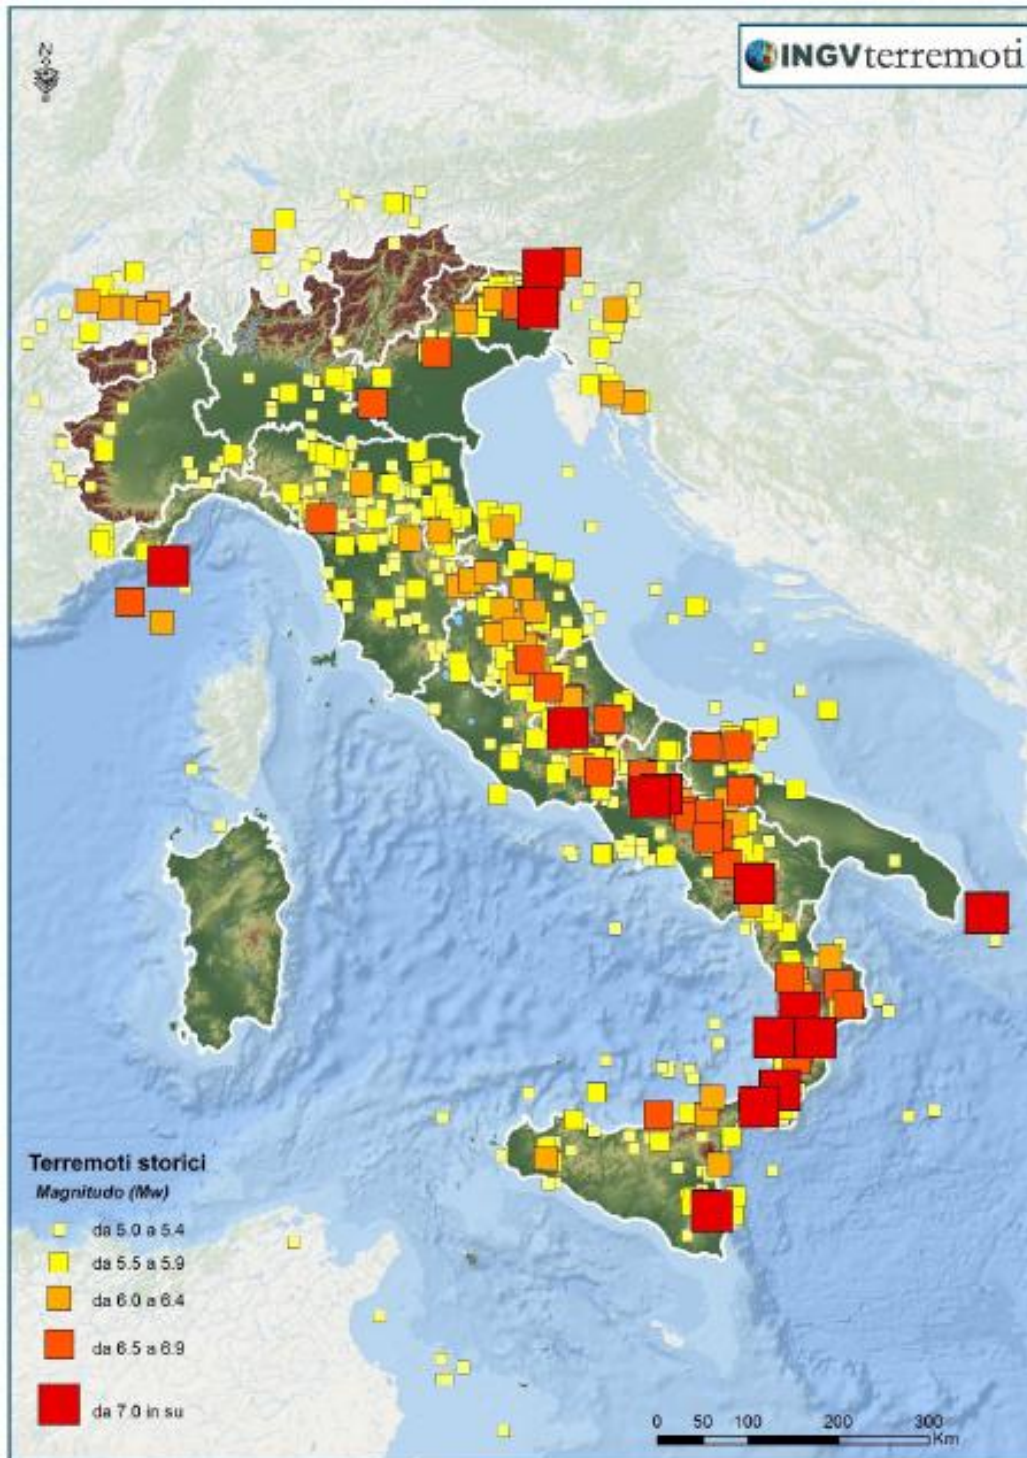 N
INGVterremoti
Terremoti storici
Magnitudo (Mw)
da 5.0 a 5.4
da 5.5 a 5.9
da 6.0 a 6.4
da 6.5 a 6.9
da 7.0 in su
0 50 100 200 300
Km